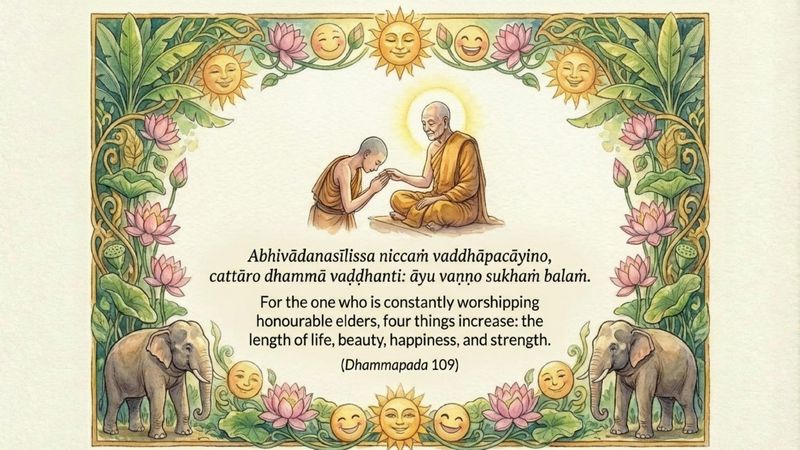 Abhivādanasīlissa niccaṁ vaddhāpacāyino,
cattāro dhammā vaḍḍhanti: āyu vaṇṇo sukhaṁ balaṁ.
For the one who is constantly worshipping
honourable elders, four things increase: the
length of life, beauty, happiness, and strength.
(Dhammapada 109)